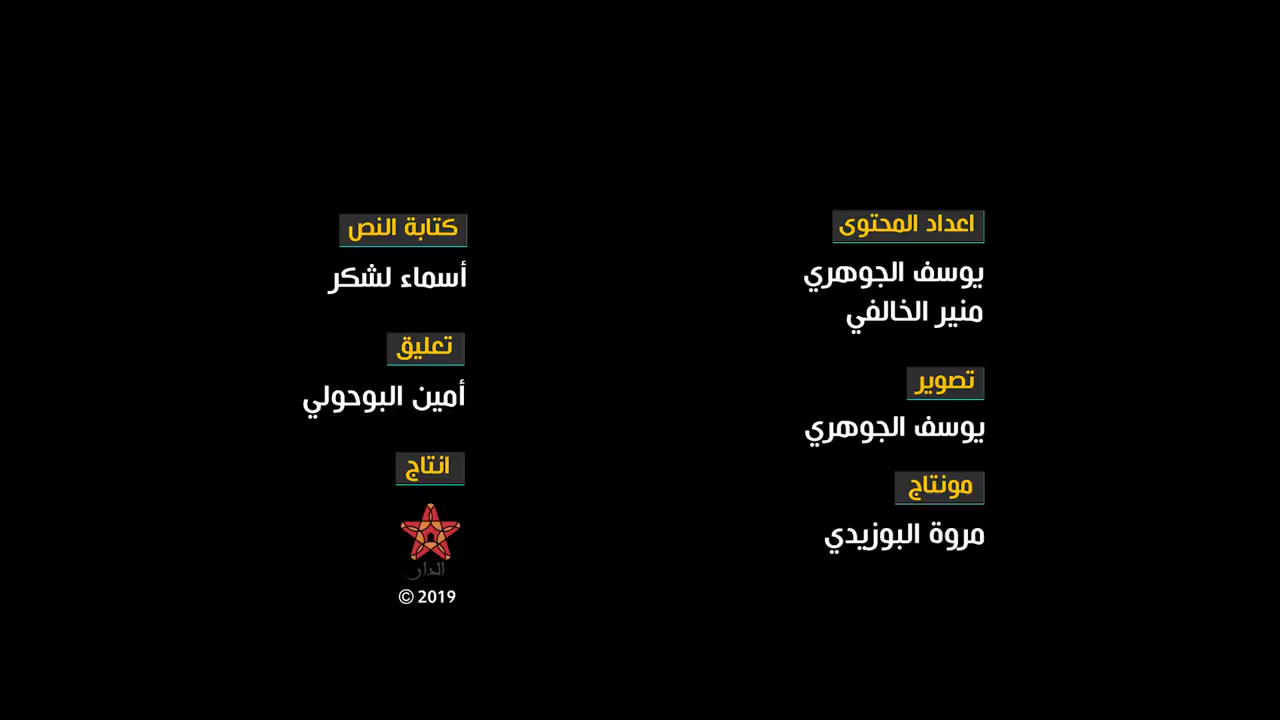 اعداد المحتوى
يوسف الجوهري
منير الخالفي
تصوير
يوسف الجوهري
مونتاج
مروة البوزيدي
كتابة النص
أسماء لشكر
تعليق
أمين البوحولي
انتاج
الدار
© 2019